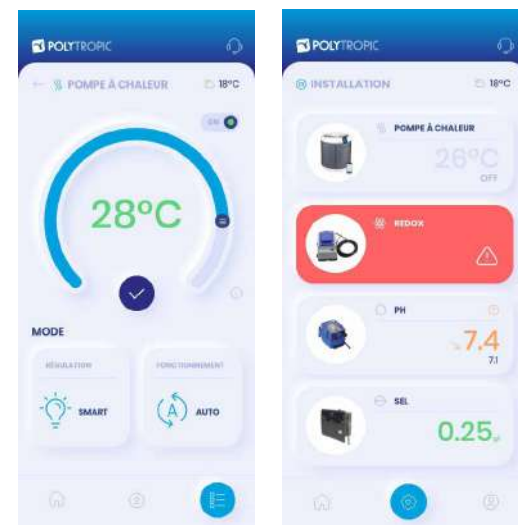 POLYTROPIC
POMPE À CHALEUR
18°C
ON
28°C
MODE
RÉGULATION
SMART
FONCTIONNEMENT
A
AUTO
POLYTROPIC
INSTALLATION
18°C
POMPE À CHALEUR
26°C
OFF
REDOX
PH
7.4
7.1
SEL
0.25